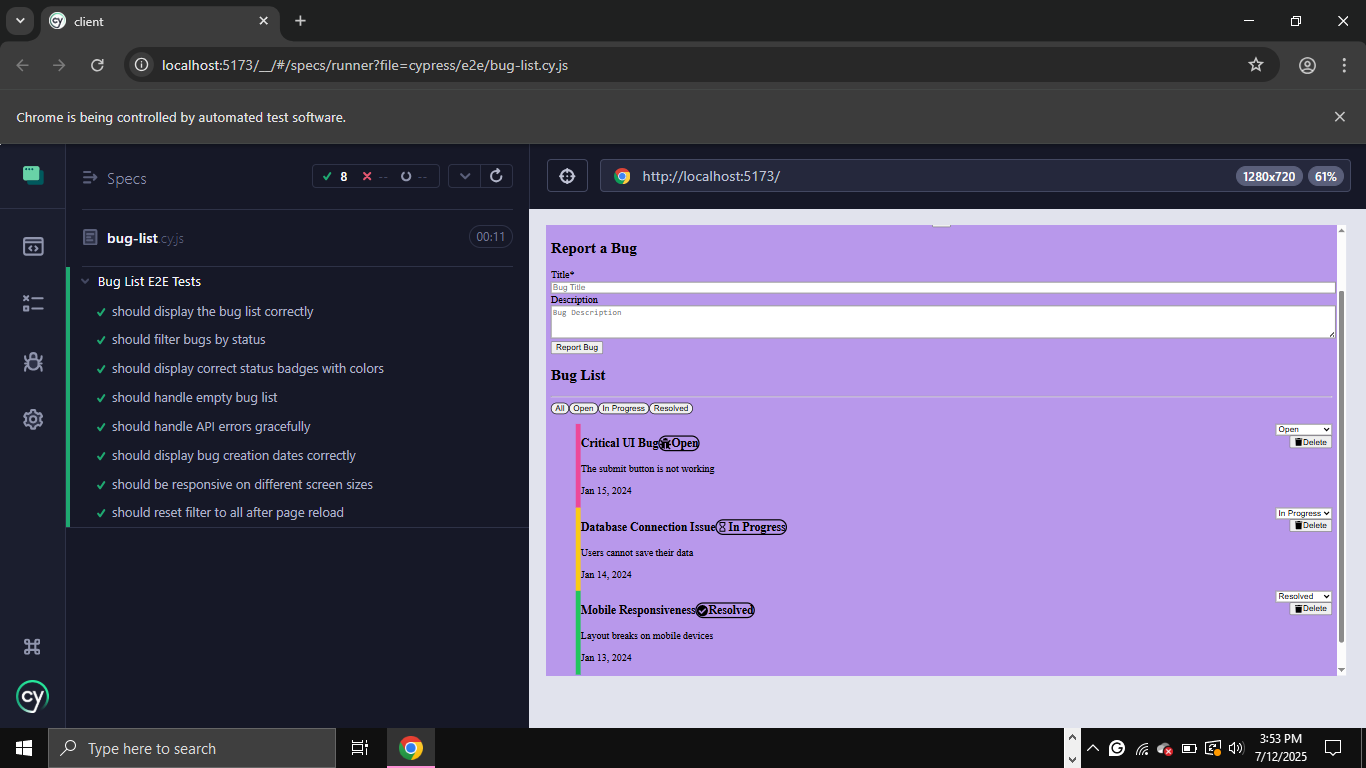 client
localhost:5173/__/#/specs/runner?file=cypress/e2e/bug-list.cy.js
Chrome is being controlled by automated test software.
Specs
8 -- --
bug-list.cy.js 00:11
Bug List E2E Tests
should display the bug list correctly
should filter bugs by status
should display correct status badges with colors
should handle empty bug list
should handle API errors gracefully
should display bug creation dates correctly
should be responsive on different screen sizes
should reset filter to all after page reload
cy
http://localhost:5173/ 1280x720 61%
Report a Bug
Title*
Bug Title
Description
Bug Description
Report Bug
Bug List
All Open In Progress Resolved
Critical UI Bug Open
Open
Delete
The submit button is not working
Jan 15, 2024
Database Connection Issue In Progress
In Progress
Delete
Users cannot save their data
Jan 14, 2024
Mobile Responsiveness Resolved
Resolved
Delete
Layout breaks on mobile devices
Jan 13, 2024
Type here to search
3:53 PM
7/12/2025